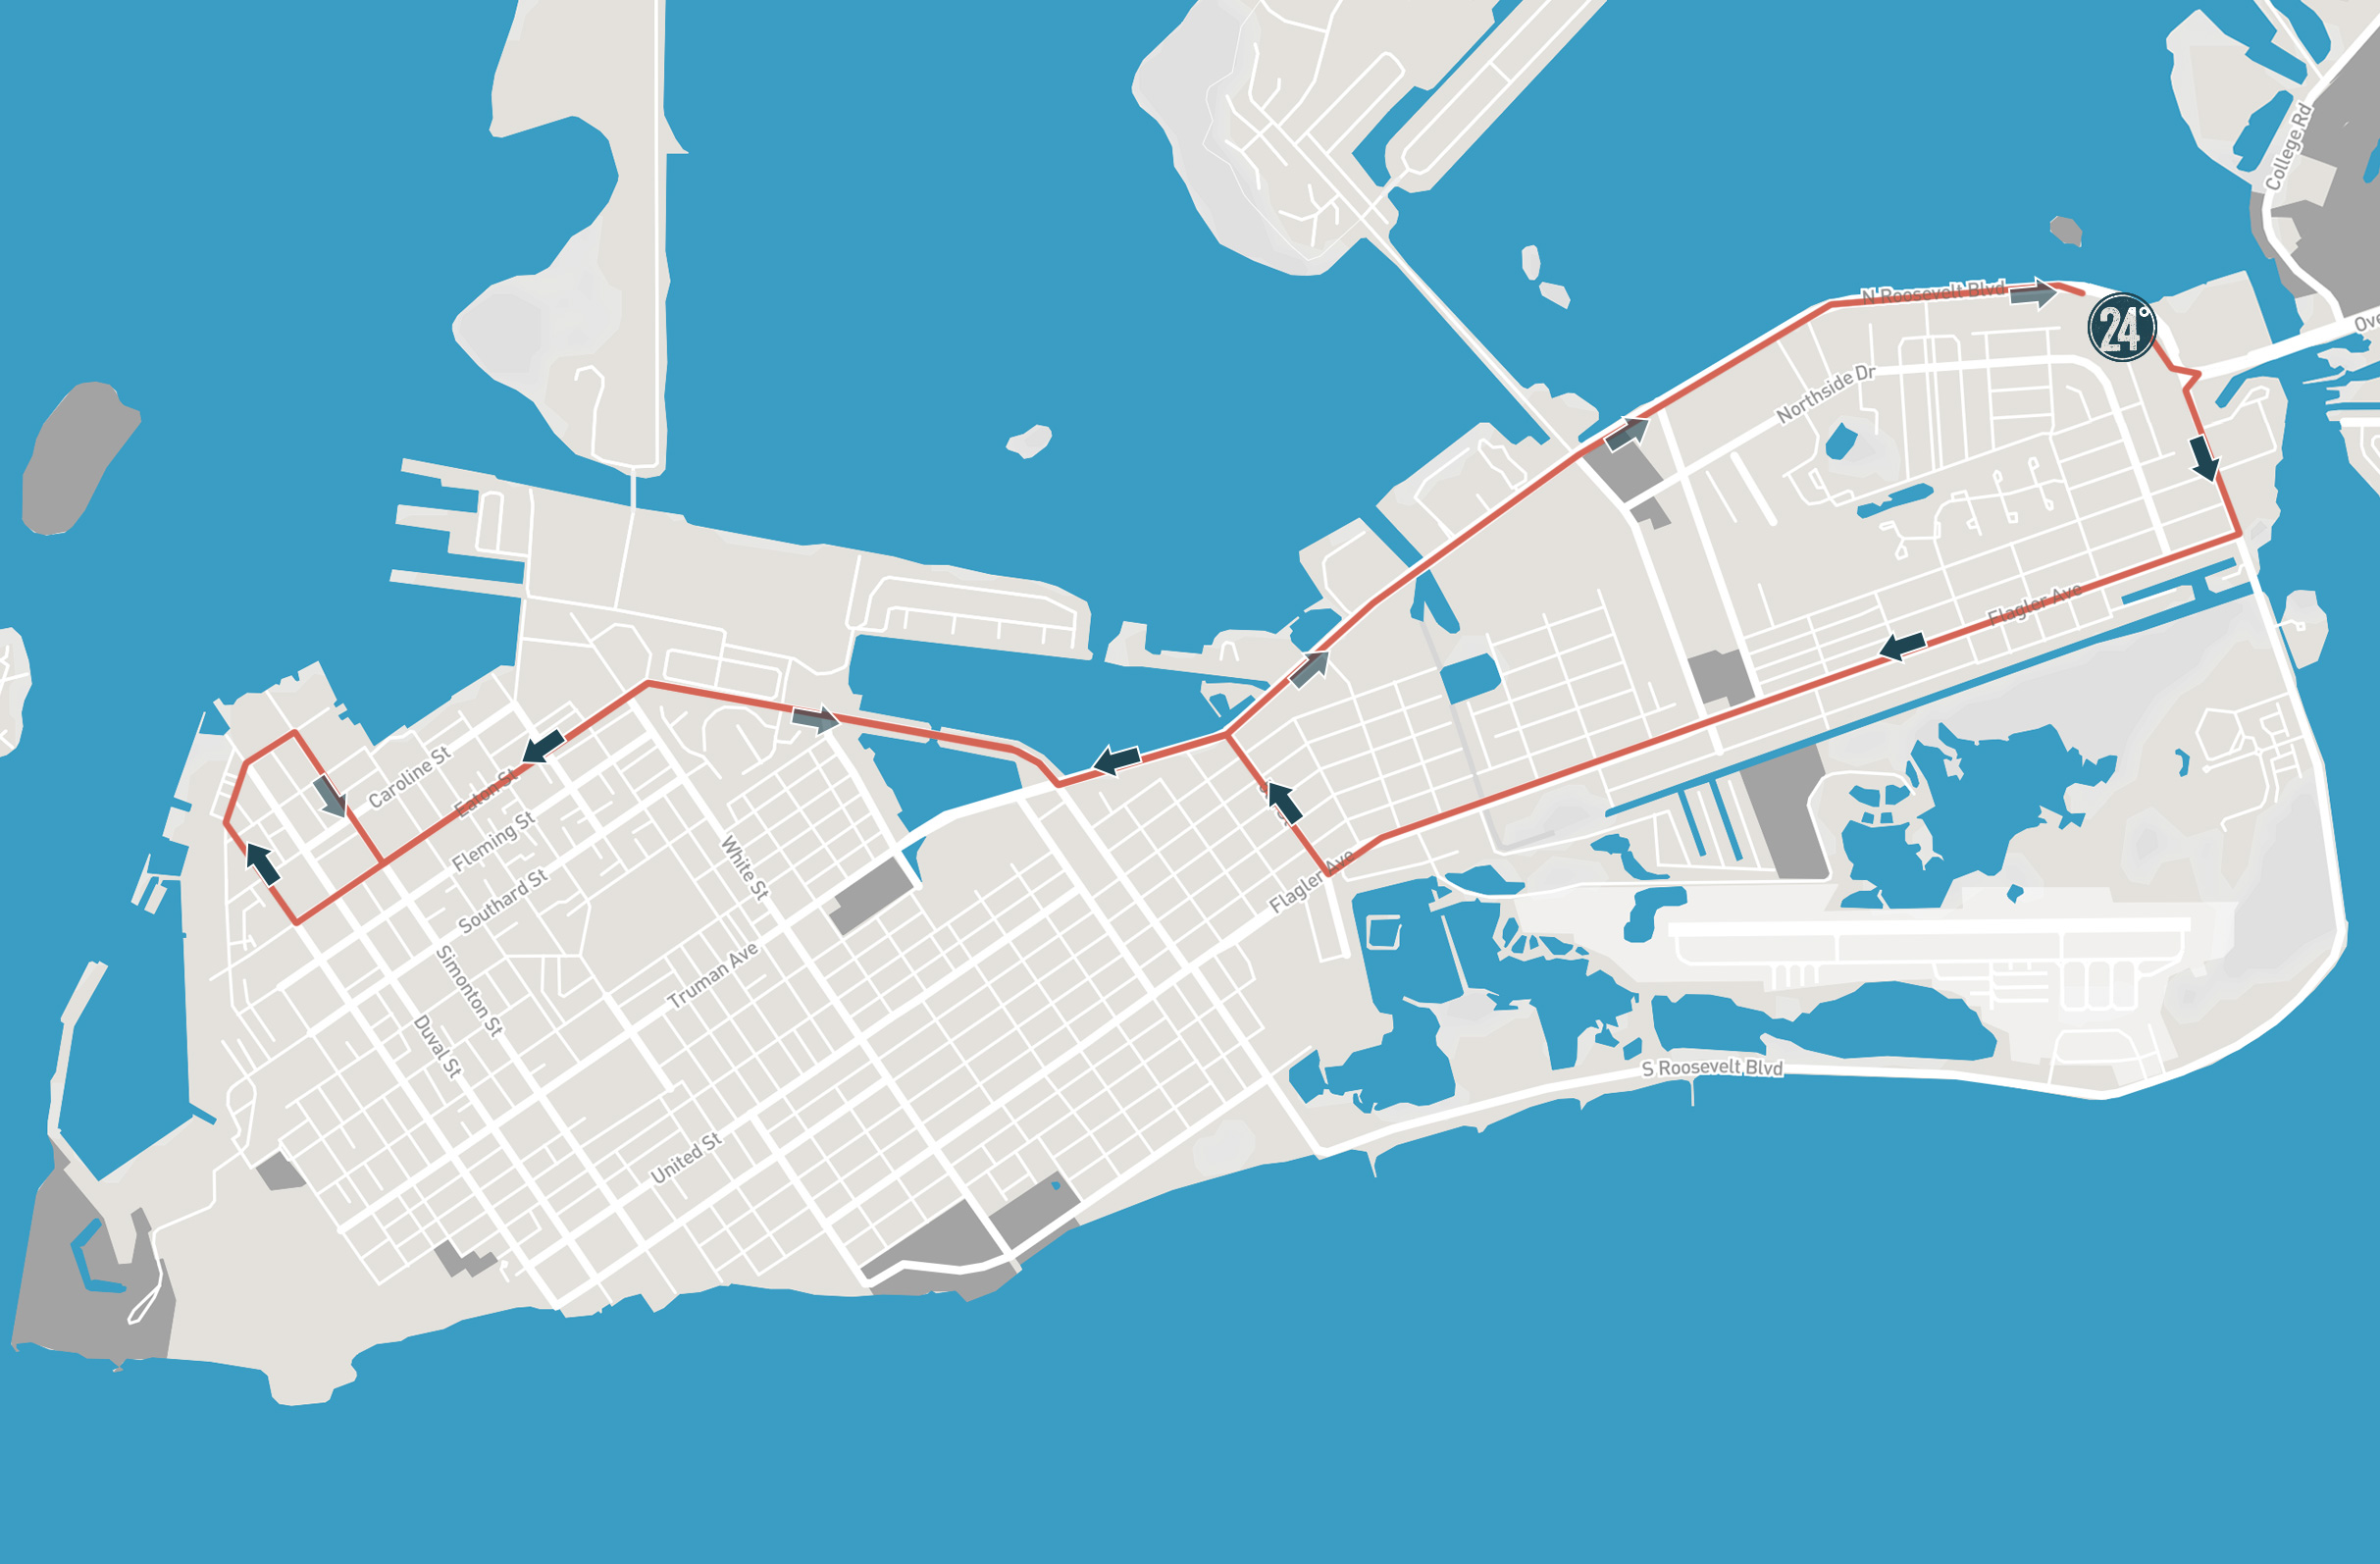 College Rd
N Roosevelt Blvd
24°
Northside Dr
Flagler Ave
Caroline St
Eaton St
Fleming St
White St
Southard St
Flagler Ave
Simonton St
Truman Ave
Duval St
S Roosevelt Blvd
United St